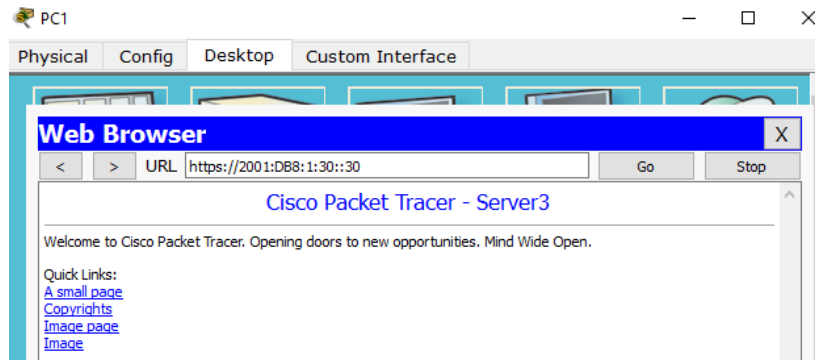 PC1
Physical Config Desktop Custom Interface
Web Browser X
< > URL https://2001:DB8:1:30::30 Go Stop
Cisco Packet Tracer - Server3
Welcome to Cisco Packet Tracer. Opening doors to new opportunities. Mind Wide Open.
Quick Links:
A small page
Copyrights
Image page
Image